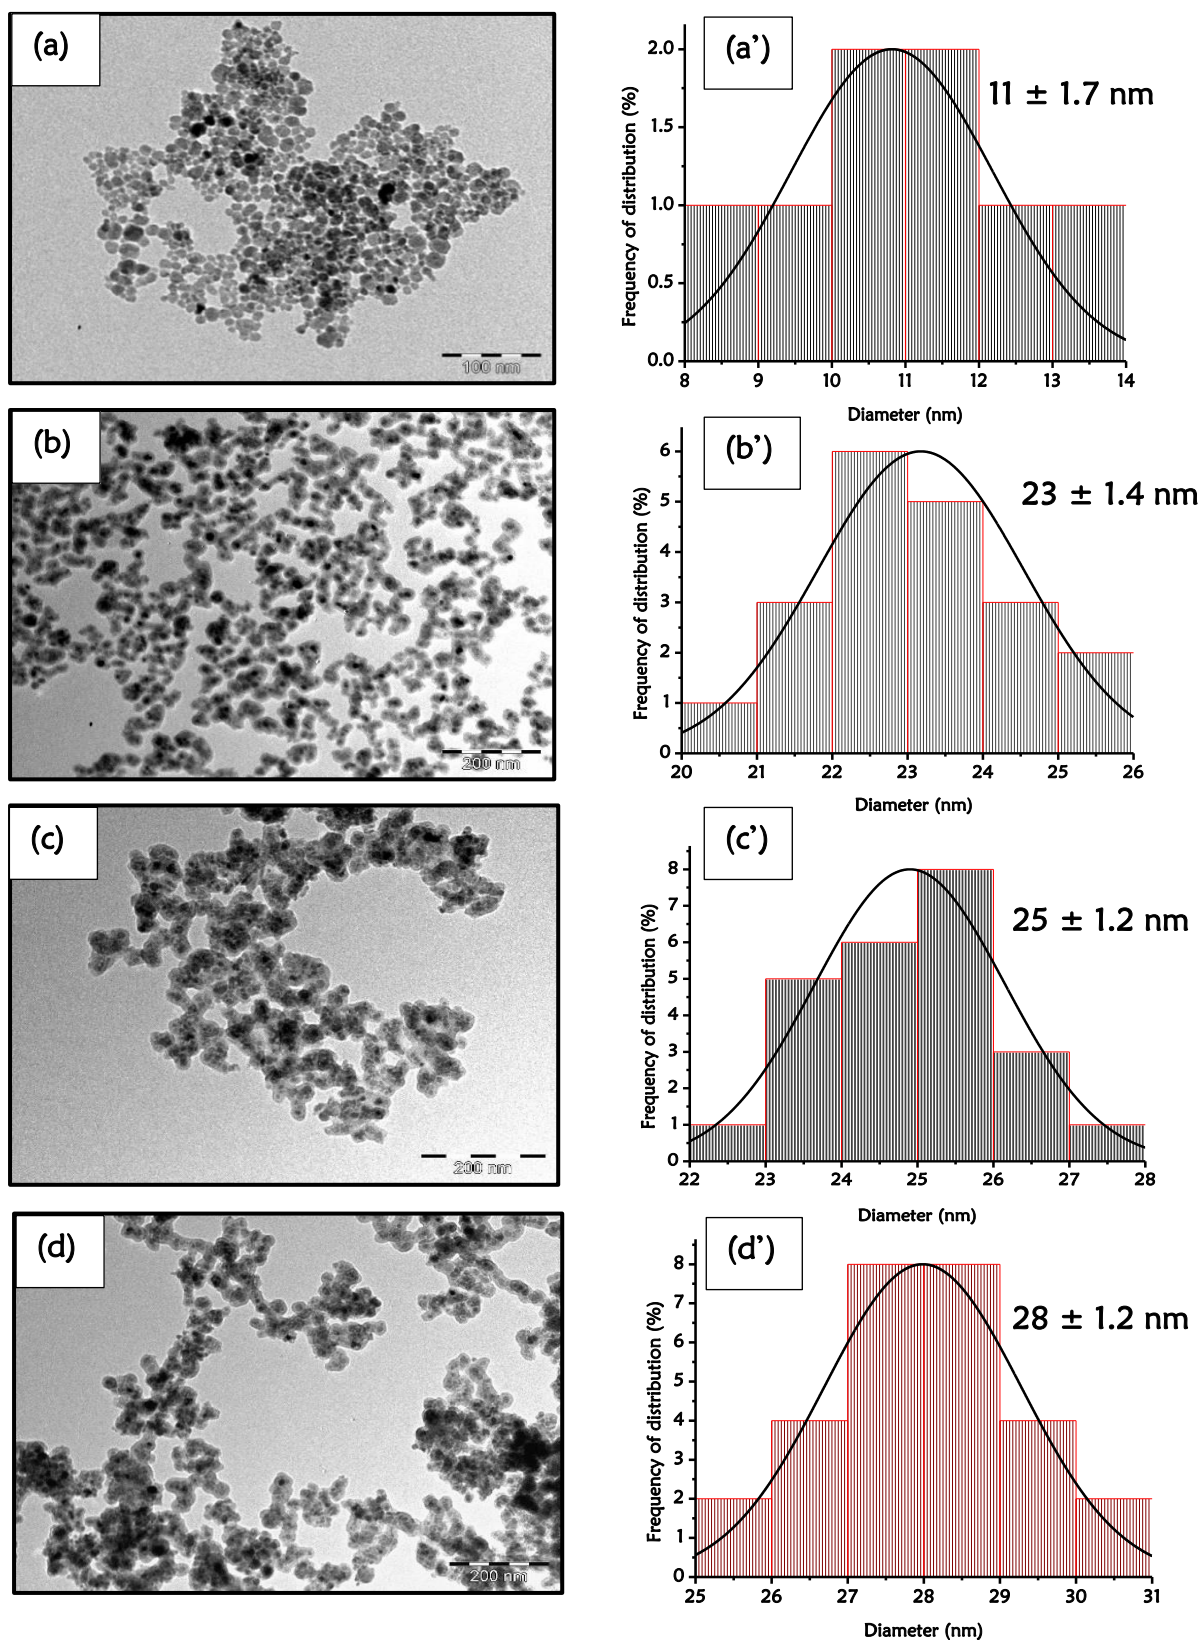 (a)
100 nm
(a')
11 ± 1.7 nm
Frequency of distribution (%)
2.0
1.5
1.0
0.5
0.0
8 9 10 11 12 13 14
Diameter (nm)
(b)
200 nm
(b')
23 ± 1.4 nm
Frequency of distribution (%)
6
5
4
3
2
1
0
20 21 22 23 24 25 26
Diameter (nm)
(c)
200 nm
(c')
25 ± 1.2 nm
Frequency of distribution (%)
8
7
6
5
4
3
2
1
0
22 23 24 25 26 27 28
Diameter (nm)
(d)
200 nm
(d')
28 ± 1.2 nm
Frequency of distribution (%)
8
7
6
5
4
3
2
1
0
25 26 27 28 29 30 31
Diameter (nm)